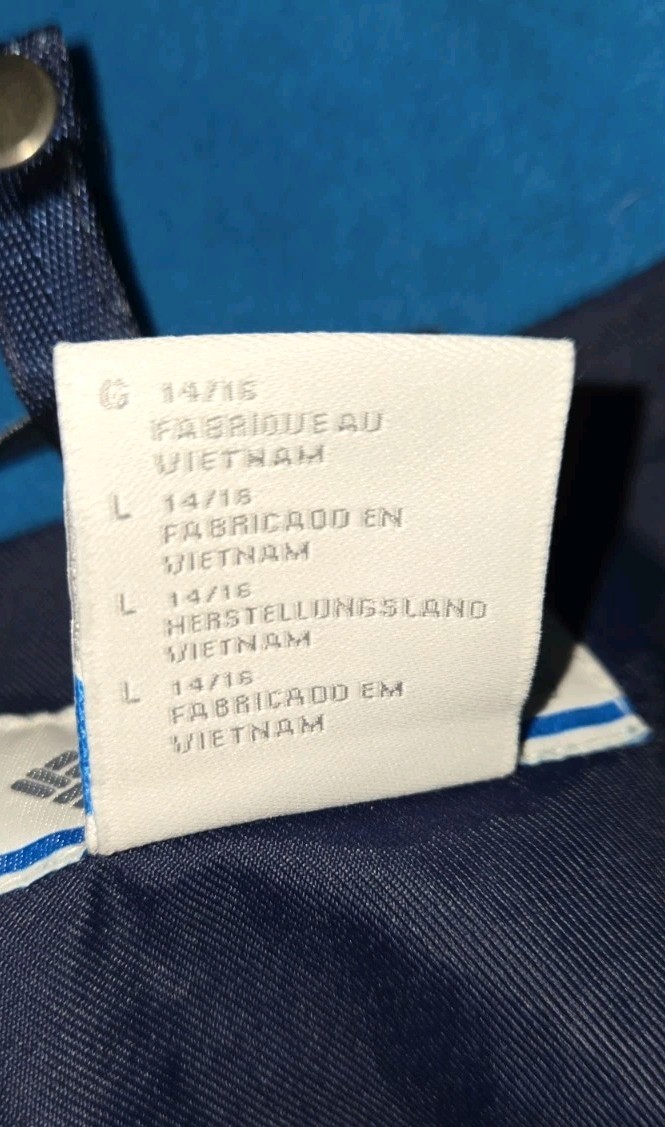 G 14/16
FABRIQUE AU
VIETNAM
L 14/16
FABRICADO EN
VIETNAM
L 14/16
HERSTELLUNGSLAND
VIETNAM
L 14/16
FABRICADO EM
VIETNAM